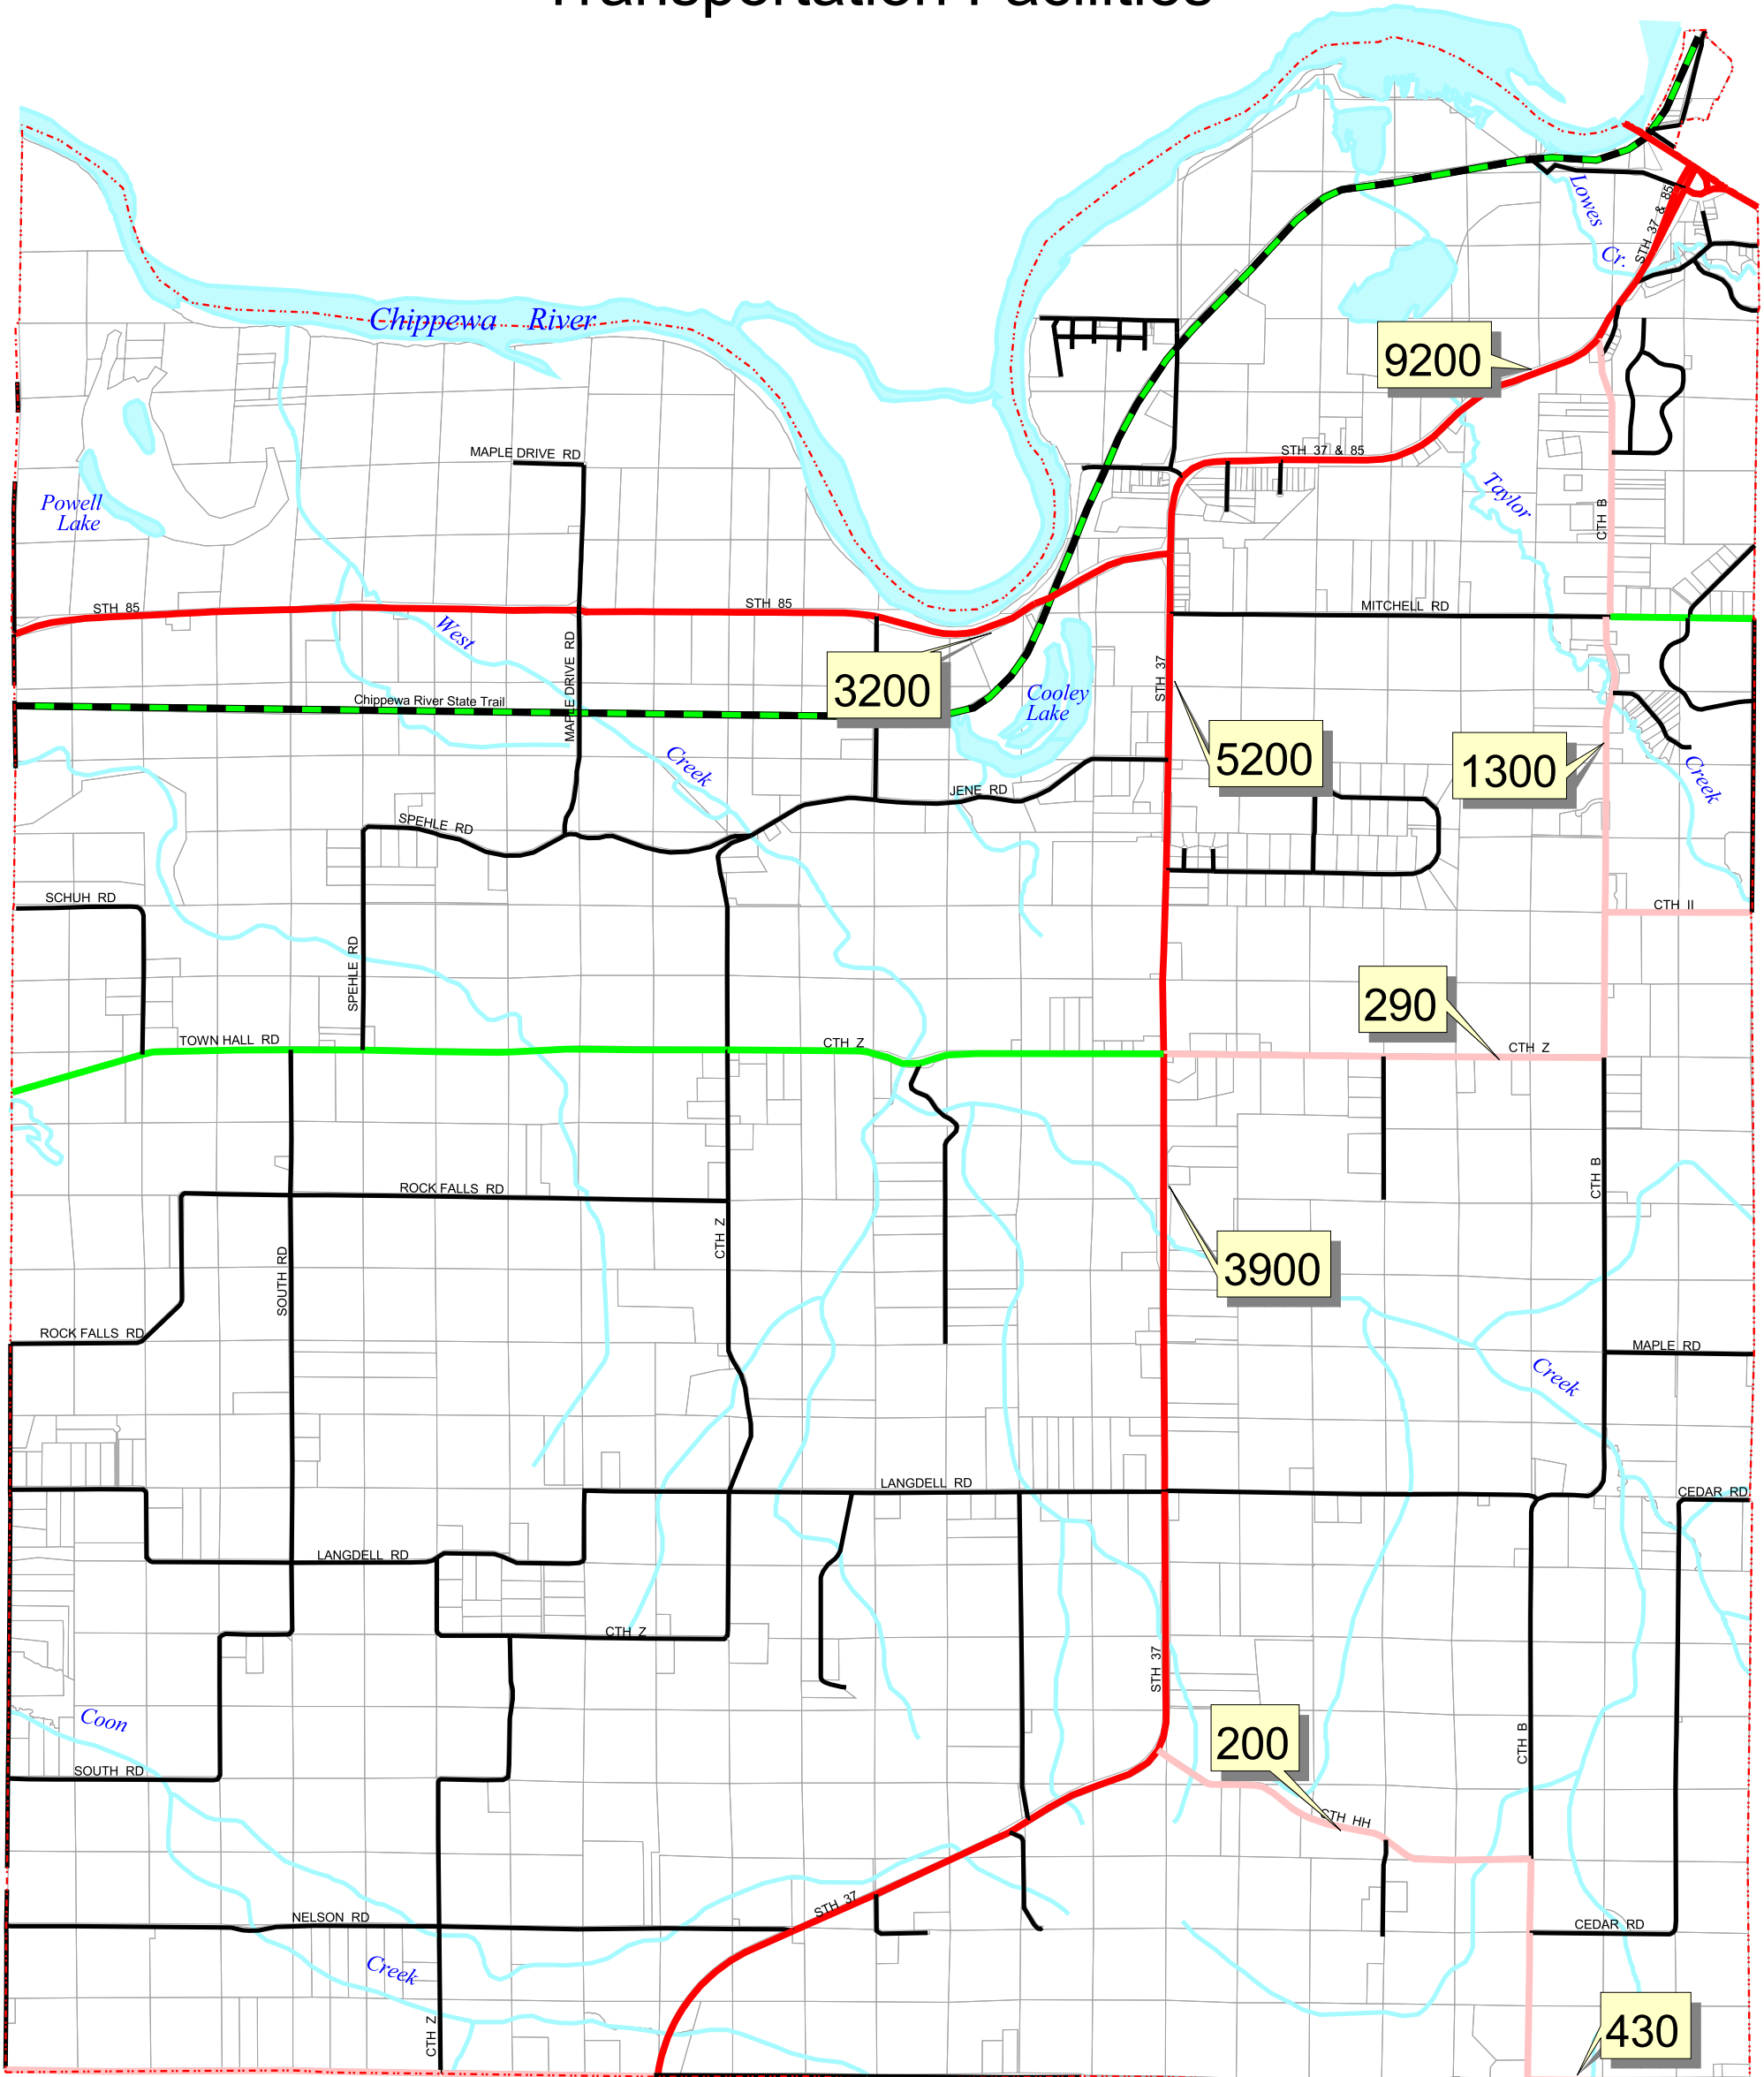 Transportation Facilities
Lowes
Cr.
STH 37 & 85
Chippewa River
9200
STH 37 & 85
MAPLE DRIVE RD
Powell
Lake
Taylor
CTH B
STH 85
STH 85
MITCHELL RD
West
MAPLE DRIVE RD
3200
STH 37
Cooley
Lake
Chippewa River State Trail
5200
1300
Creek
Creek
JENE RD
SPEHLE RD
SCHUH RD
CTH II
SPEHLE RD
290
TOWN HALL RD
CTH Z
CTH Z
CTH B
ROCK FALLS RD
CTH Z
SOUTH RD
3900
ROCK FALLS RD
MAPLE RD
Creek
LANGDELL RD
CEDAR RD
LANGDELL RD
CTH Z
STH 37
Coon
200
CTH B
SOUTH RD
CTH HH
STH 37
NELSON RD
CEDAR RD
Creek
CTH Z
430